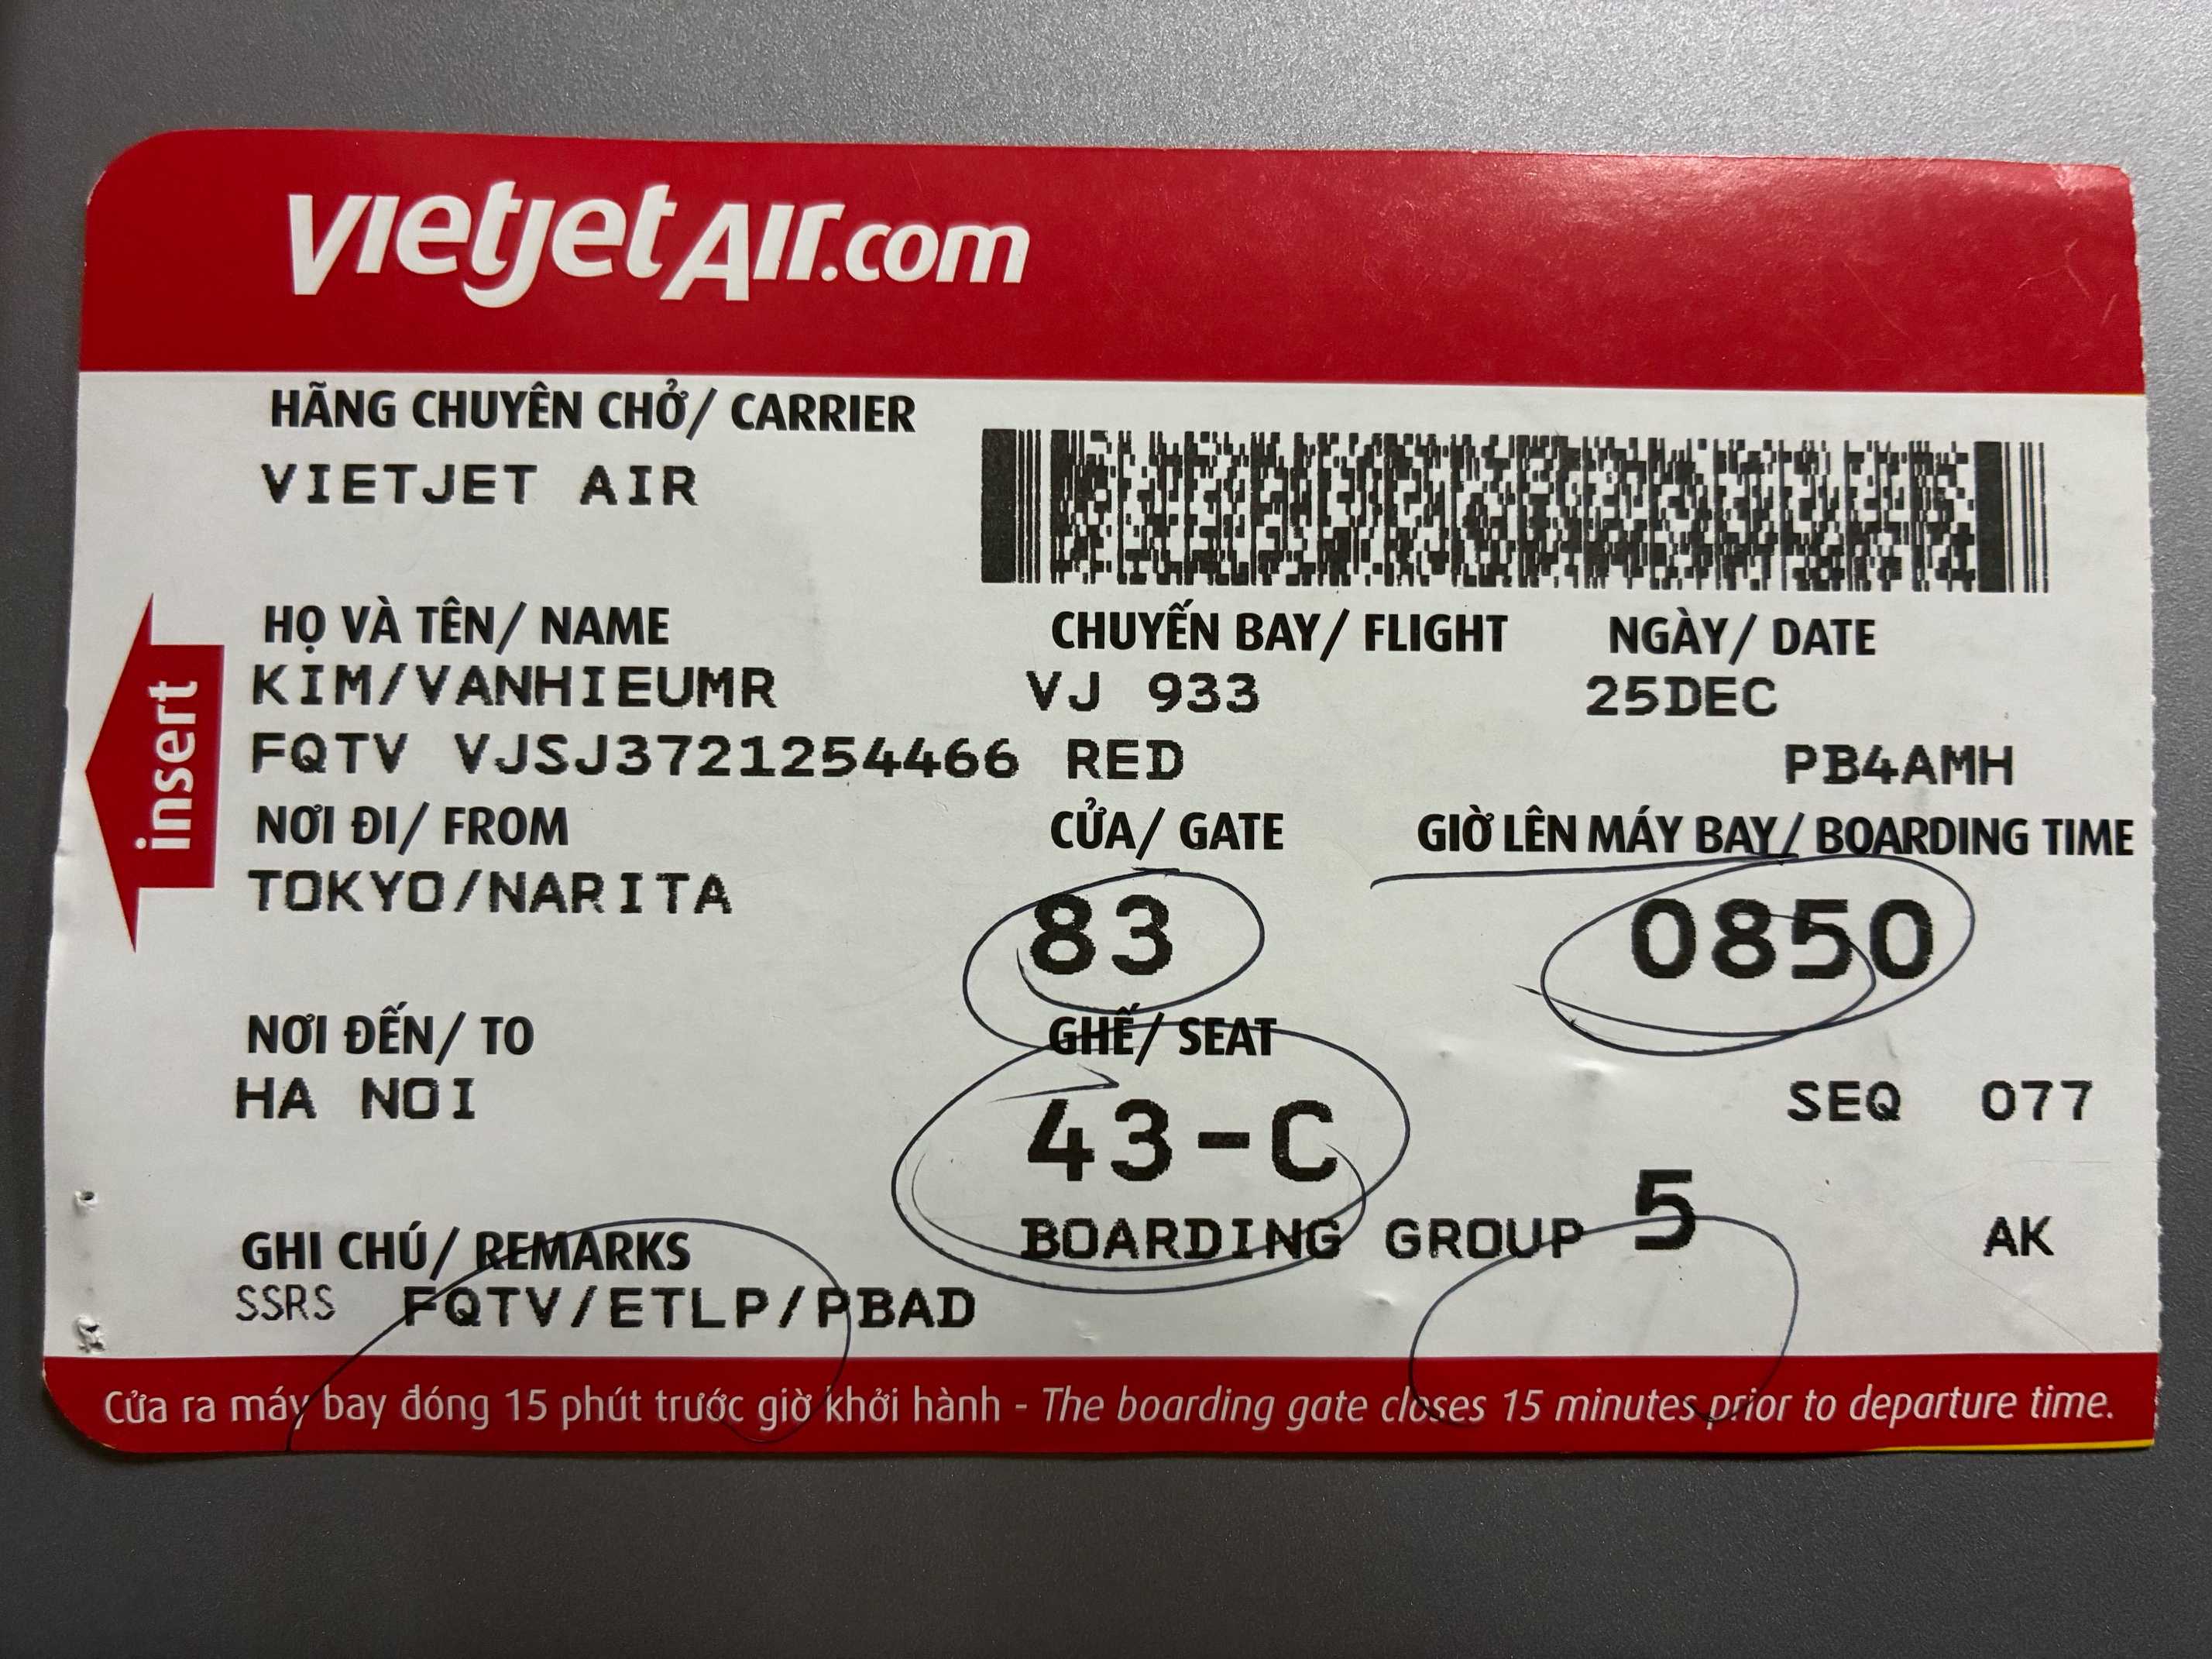 vietjetAir.com
HÃNG CHUYÊN CHỞ/ CARRIER
VIETJET AIR
HỌ VÀ TÊN/ NAME
KIM/VANHIEUMR
CHUYẾN BAY/ FLIGHT
VJ 933
NGÀY/ DATE
25DEC
FQTV VJSJ3721254466 RED
PB4AMH
insert
NƠI ĐI/ FROM
TOKYO/NARITA
CỬA/ GATE
83
GIỜ LÊN MÁY BAY/ BOARDING TIME
0850
NƠI ĐẾN/ TO
HA NOI
GHẾ/ SEAT
43-C
SEQ 077
BOARDING GROUP 5
AK
GHI CHÚ/ REMARKS
SSRS FQTV/ETLP/PBAD
Cửa ra máy bay đóng 15 phút trước giờ khởi hành - The boarding gate closes 15 minutes prior to departure time.